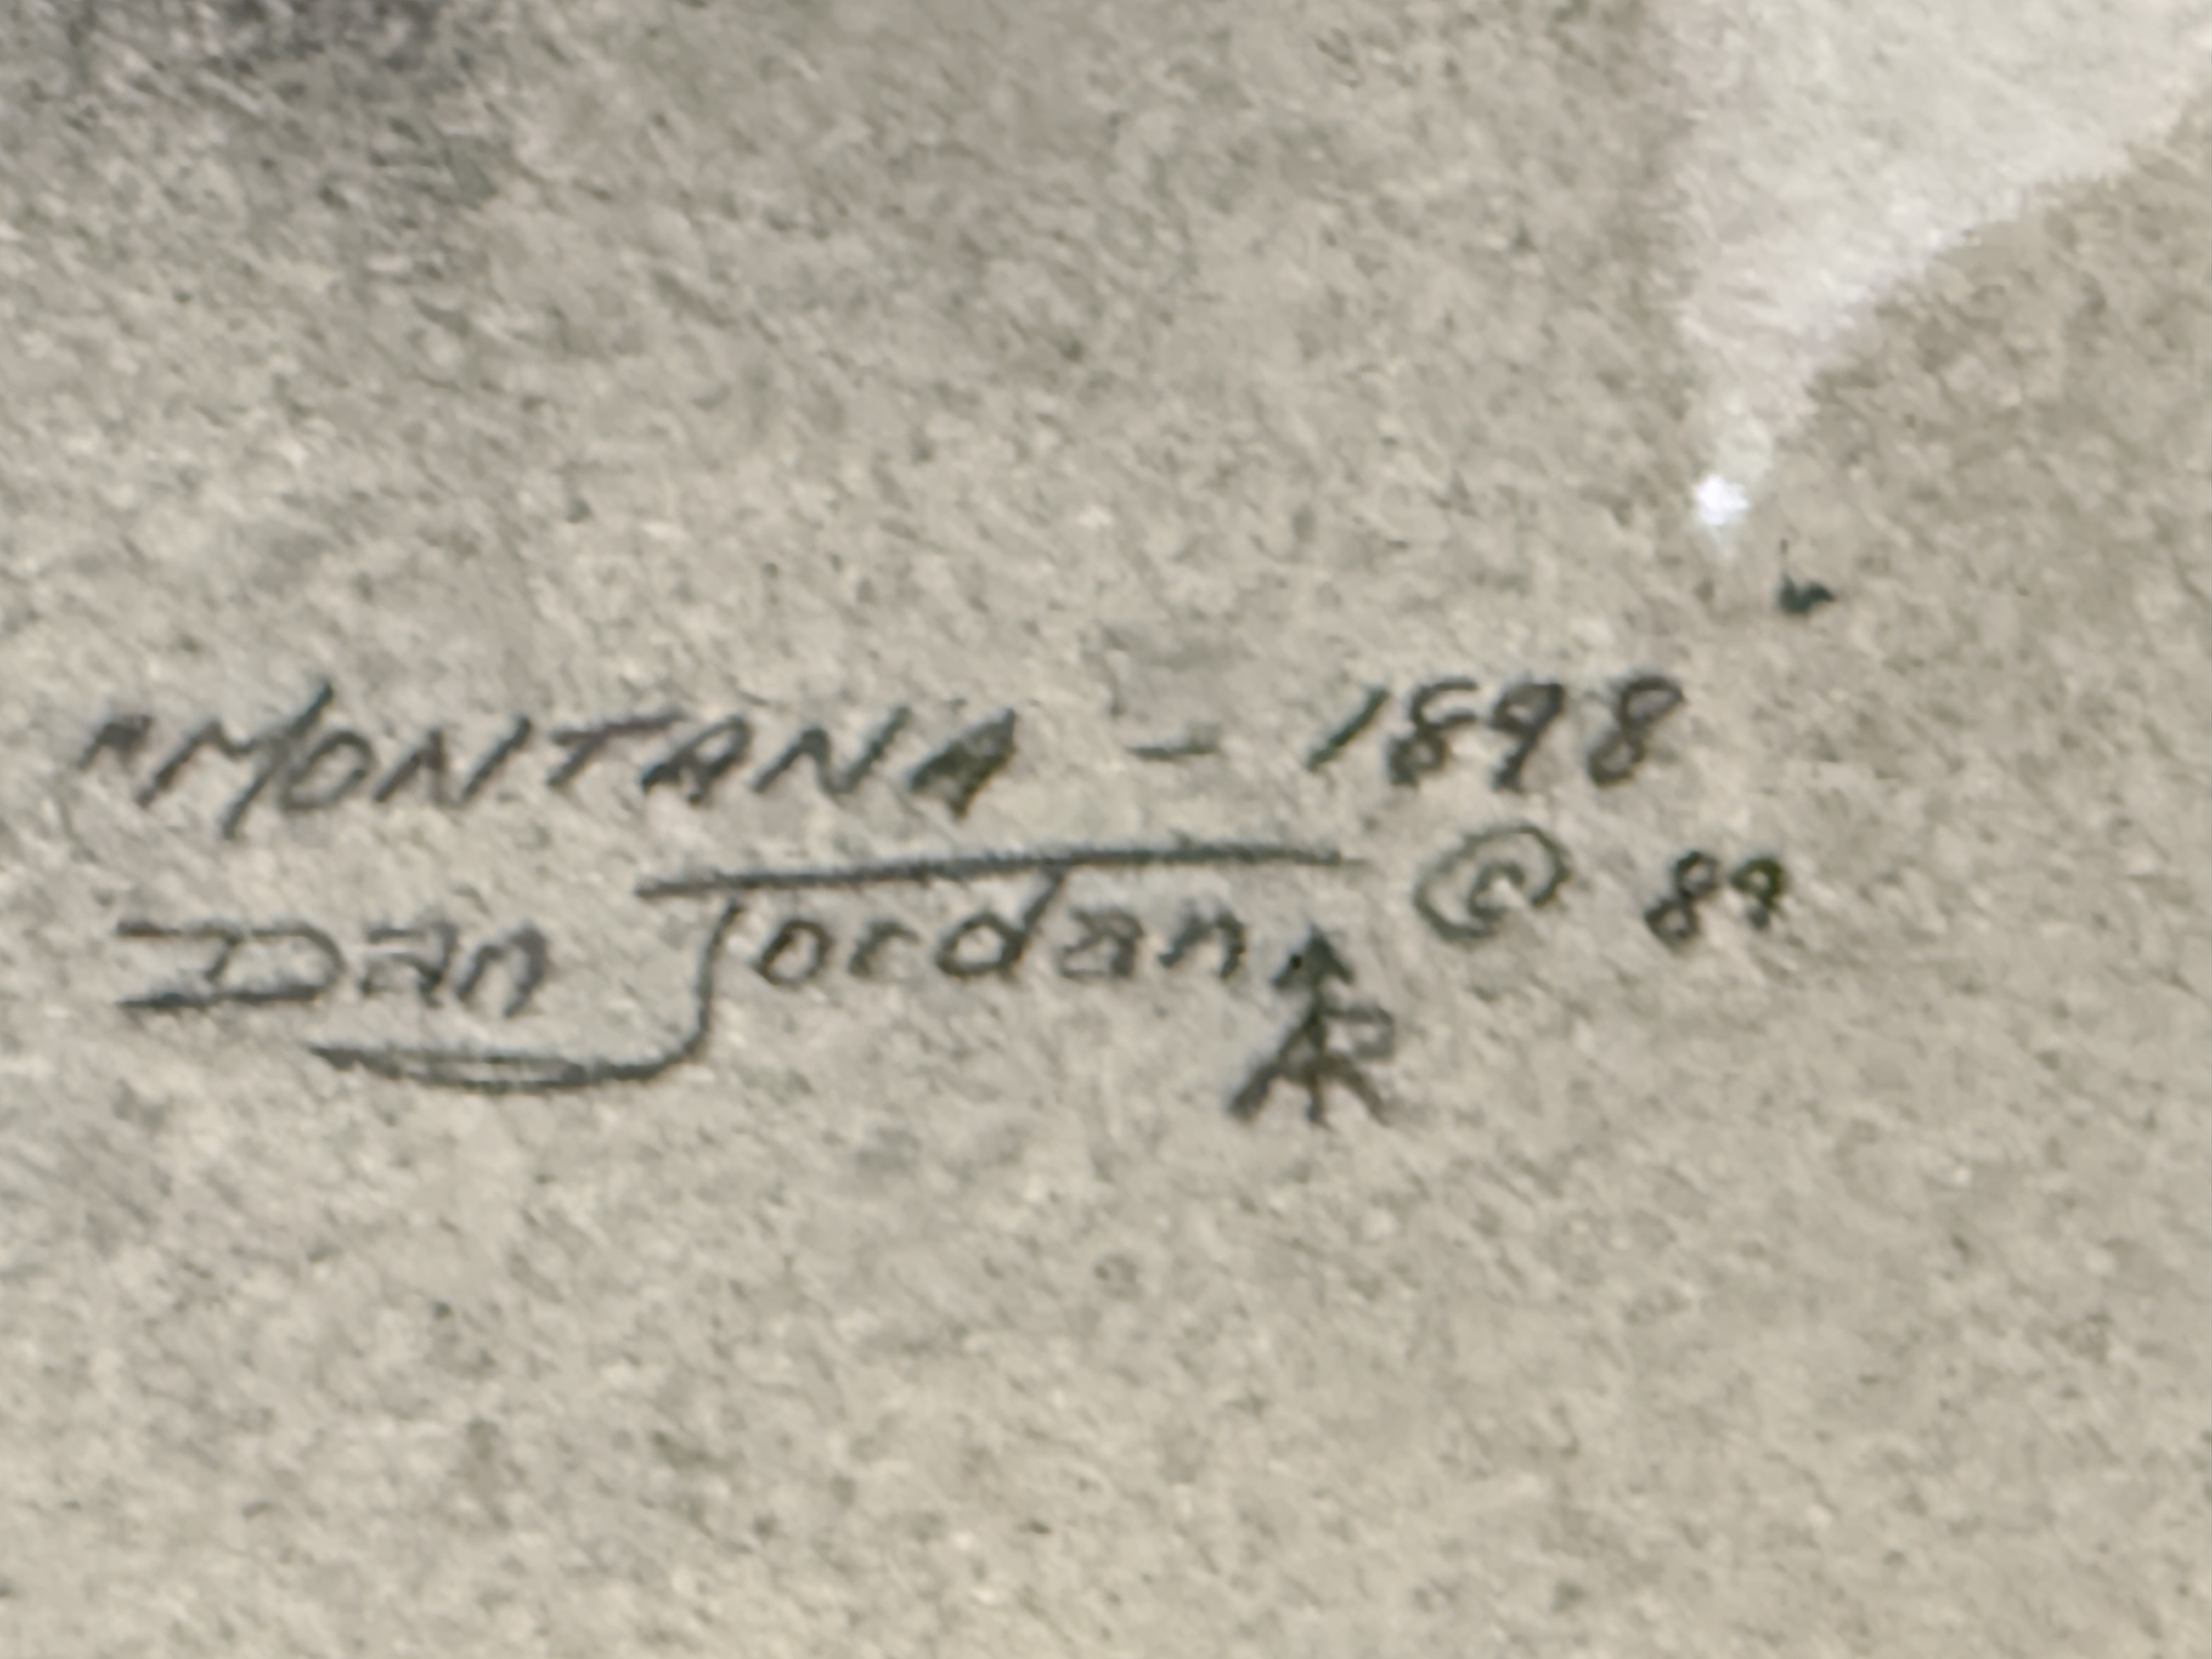 "MONTANA – 1898
Dan Jordan © 89